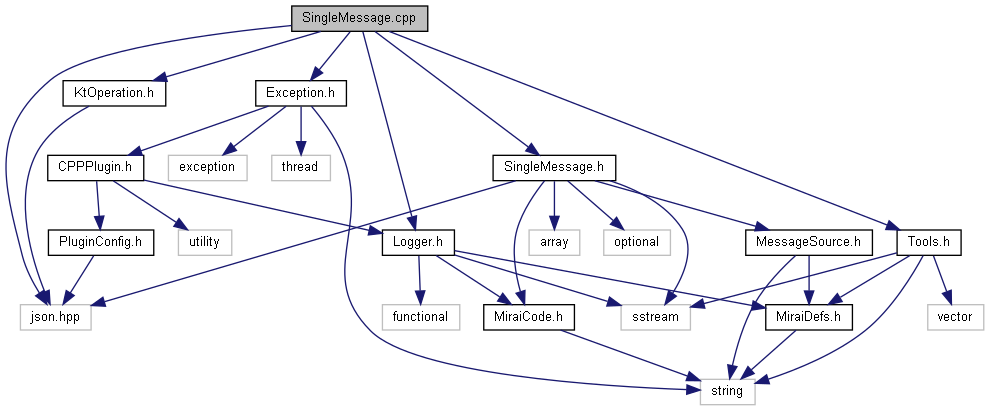 SingleMessage.cpp
KtOperation.h
Exception.h
CPPPlugin.h
exception
thread
SingleMessage.h
PluginConfig.h
utility
Logger.h
array
optional
MessageSource.h
Tools.h
json.hpp
functional
MiraiCode.h
sstream
MiraiDefs.h
vector
string